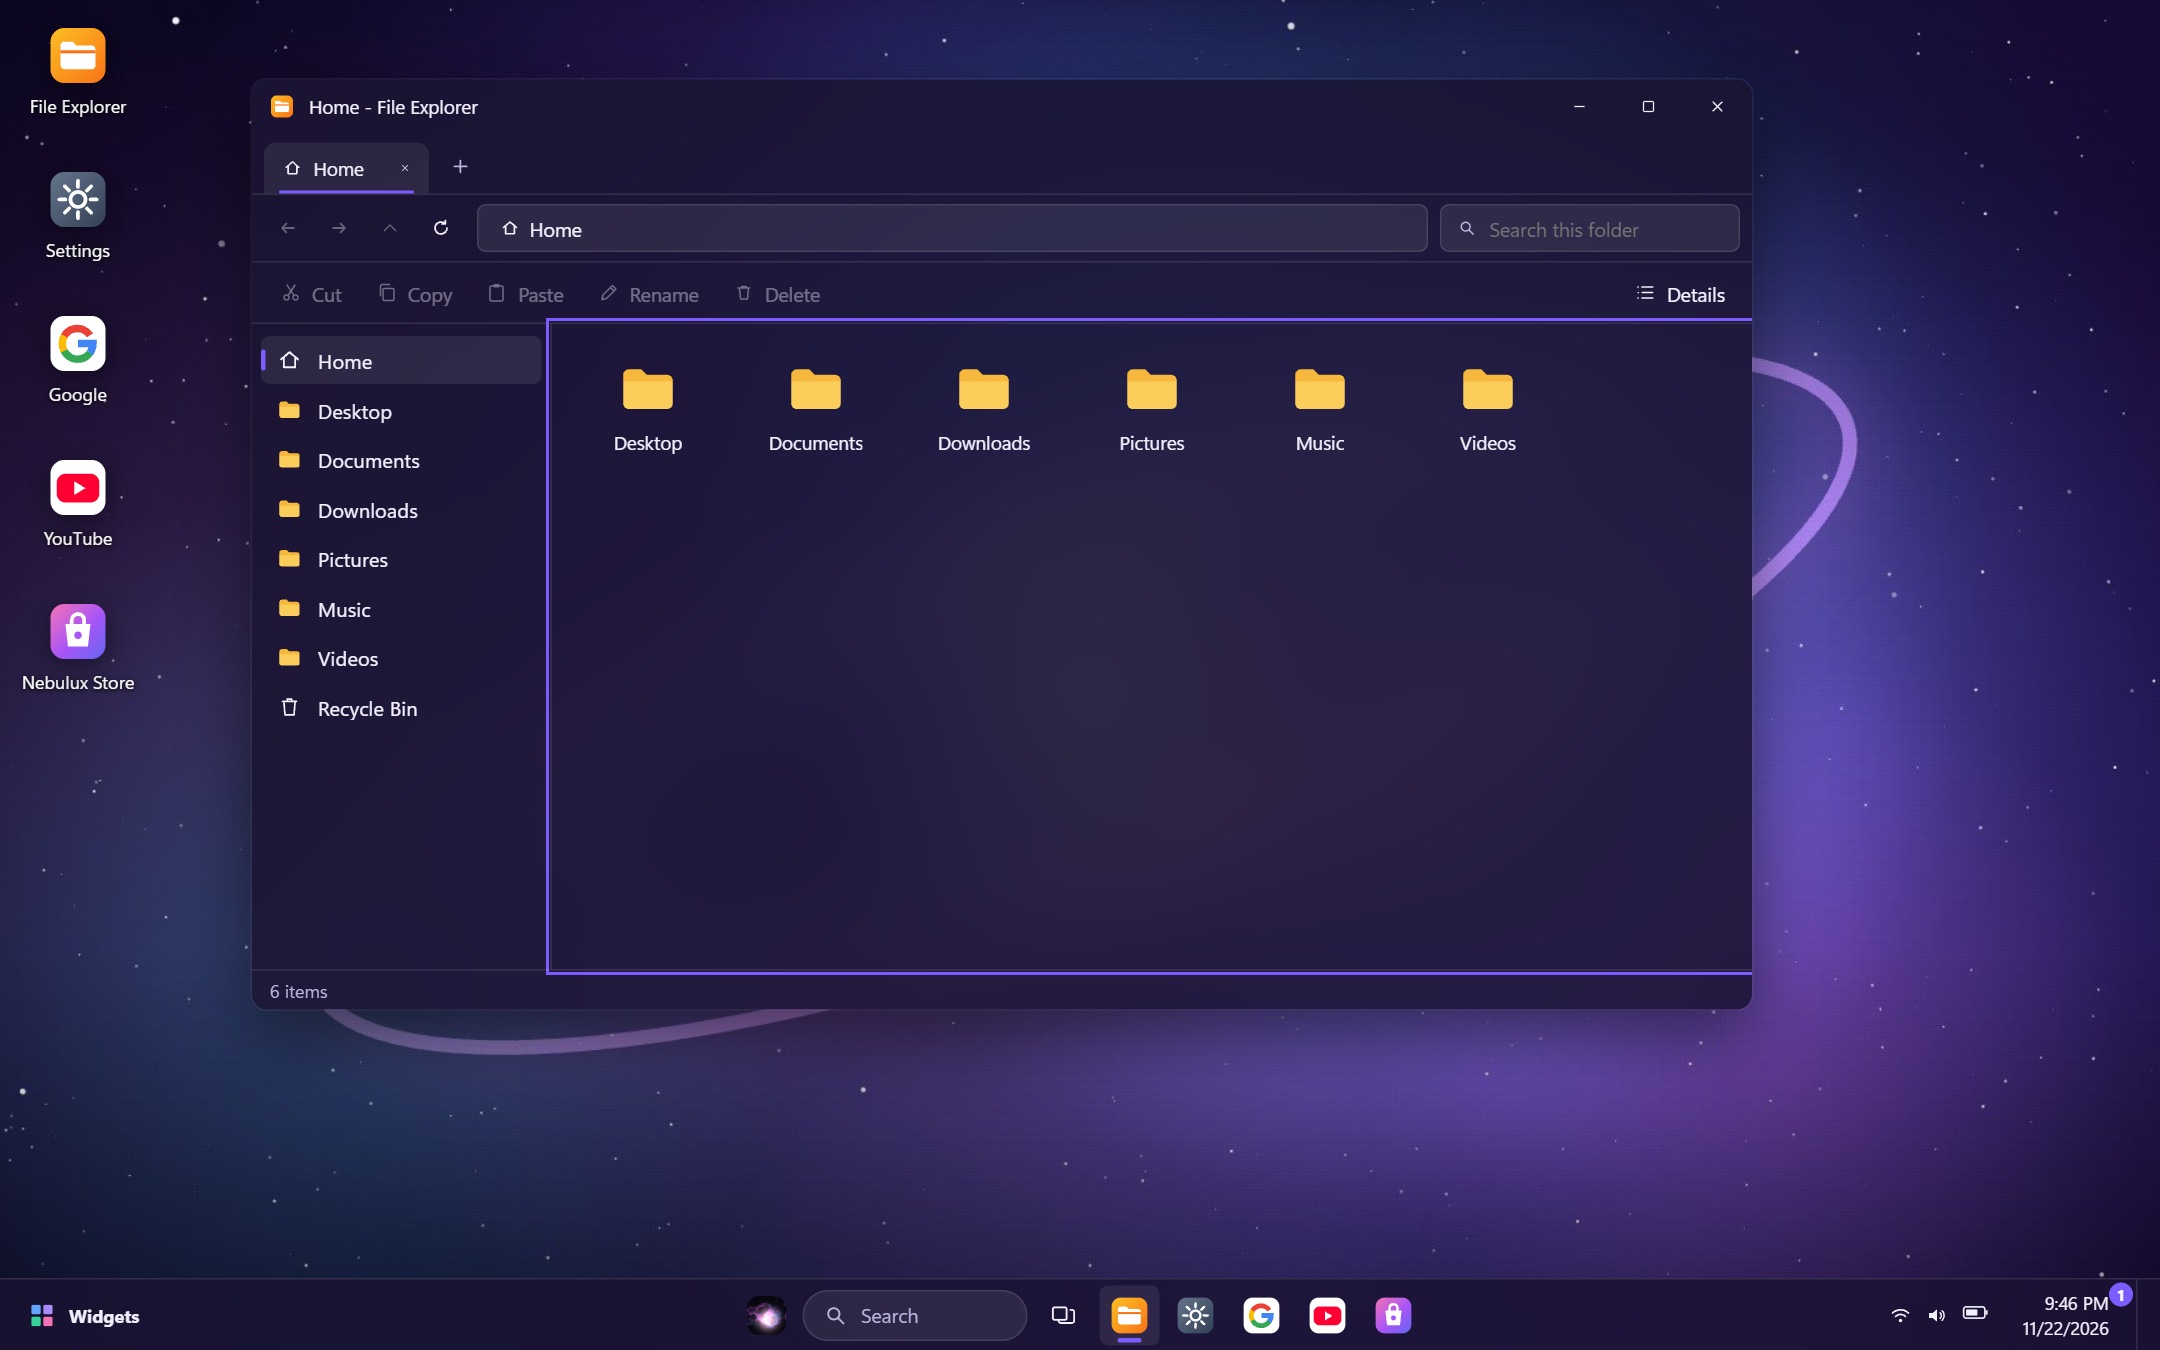 File Explorer
Settings
Google
YouTube
Nebulux Store
Home - File Explorer
Home
Home
Search this folder
Cut
Copy
Paste
Rename
Delete
Details
Home
Desktop
Documents
Downloads
Pictures
Music
Videos
Recycle Bin
Desktop
Documents
Downloads
Pictures
Music
Videos
6 items
Widgets
Search
9:46 PM
1
11/22/2026